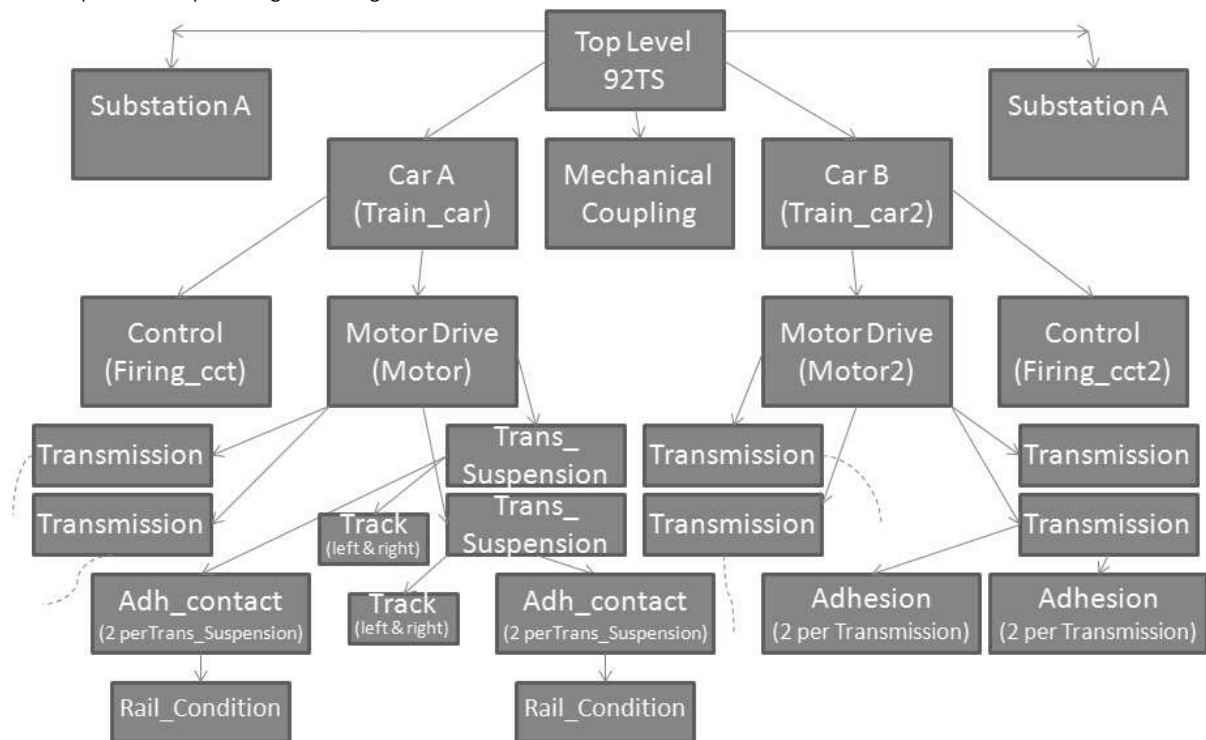 Top Level
92TS
Substation A
Substation A
Car A
(Train_car)
Mechanical
Coupling
Car B
(Train_car2)
Control
(Firing_cct)
Motor Drive
(Motor)
Motor Drive
(Motor2)
Control
(Firing_cct2)
Transmission
Trans_
Suspension
Transmission
Transmission
Transmission
Trans_
Suspension
Transmission
Transmission
Track
(left & right)
Adh_contact
(2 perTrans_Suspension)
Track
(left & right)
Adh_contact
(2 perTrans_Suspension)
Adhesion
(2 per Transmission)
Adhesion
(2 per Transmission)
Rail_Condition
Rail_Condition